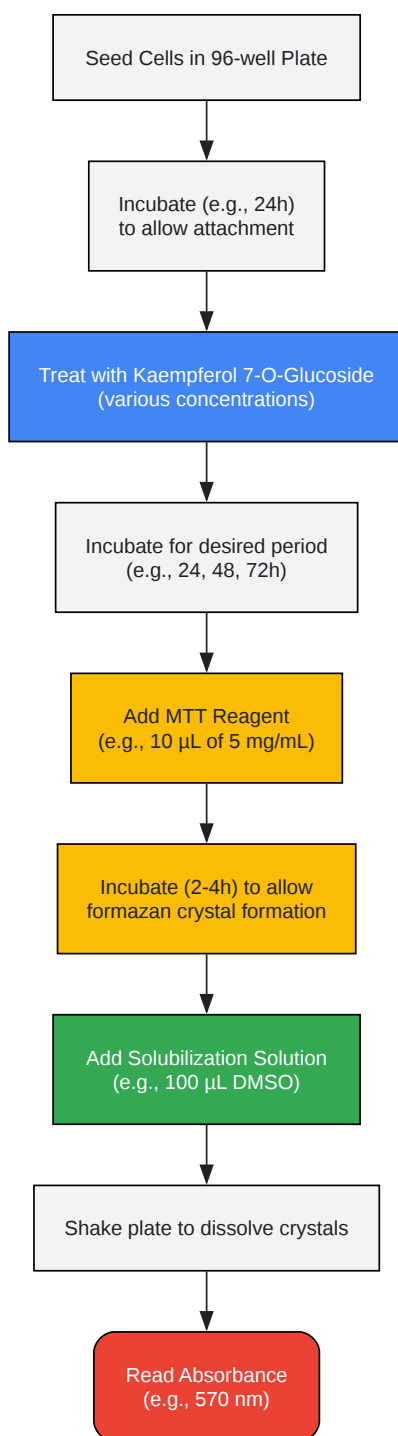 Seed Cells in 96-well Plate
Incubate (e.g., 24h)
to allow attachment
Treat with Kaempferol 7-O-Glucoside
(various concentrations)
Incubate for desired period
(e.g., 24, 48, 72h)
Add MTT Reagent
(e.g., 10 µL of 5 mg/mL)
Incubate (2-4h) to allow
formazan crystal formation
Add Solubilization Solution
(e.g., 100 µL DMSO)
Shake plate to dissolve crystals
Read Absorbance
(e.g., 570 nm)